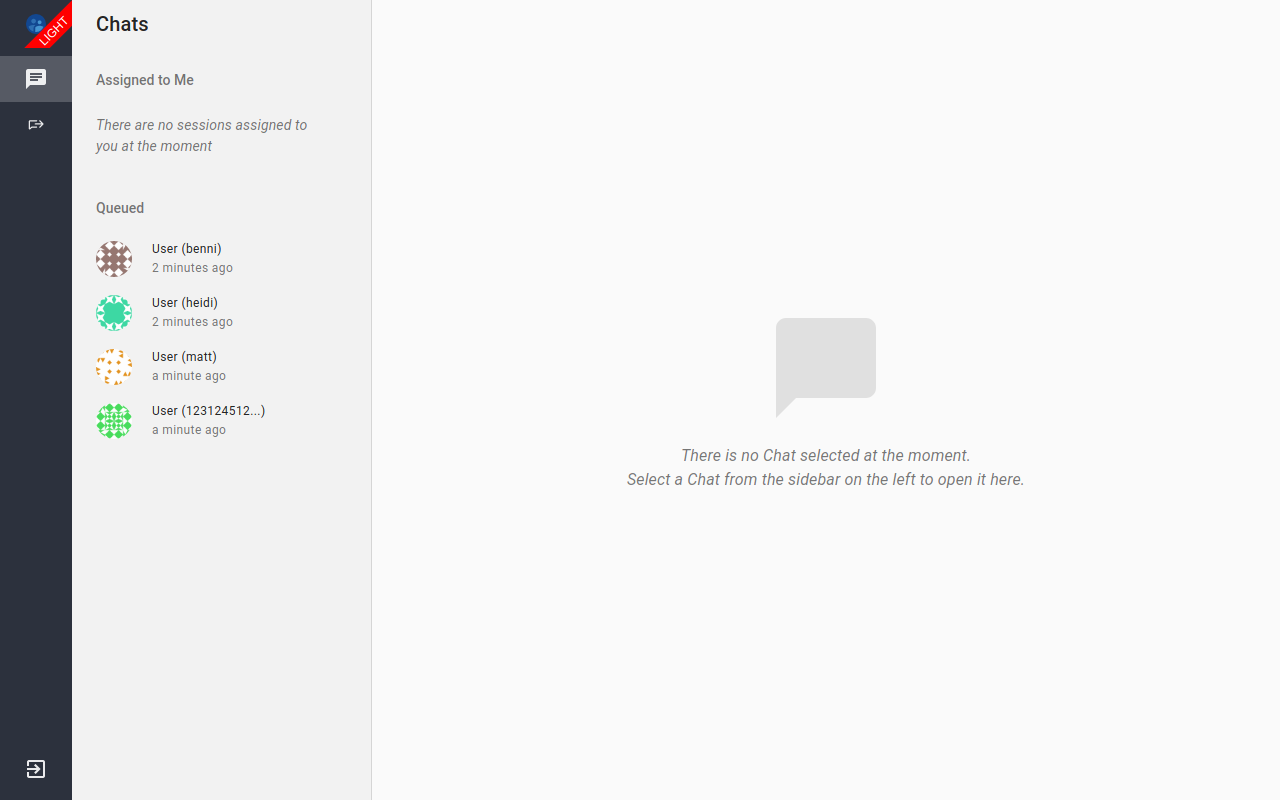 LIGHT
Chats
Assigned to Me
There are no sessions assigned to
you at the moment
Queued
User (benni)
2 minutes ago
User (heidi)
2 minutes ago
User (matt)
a minute ago
User (123124512...)
a minute ago
There is no Chat selected at the moment.
Select a Chat from the sidebar on the left to open it here.